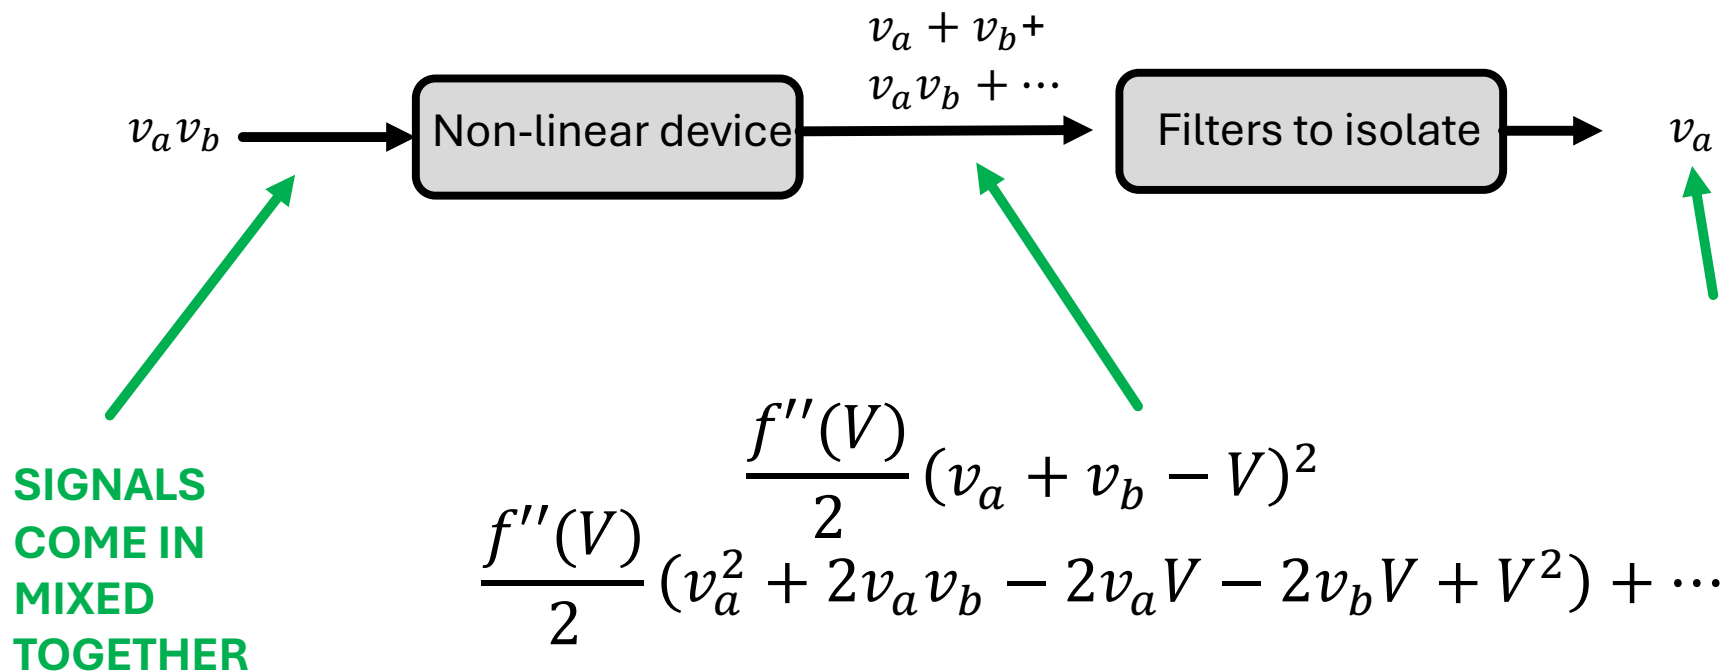 v_a + v_b+
v_a v_b + ⋯
v_a v_b
Non-linear device
Filters to isolate
v_a
f''(V)/2 (v_a + v_b − V)^2
f''(V)/2 (v_a^2 + 2v_a v_b − 2v_a V − 2v_b V + V^2) + ⋯
SIGNALS
COME IN
MIXED
TOGETHER